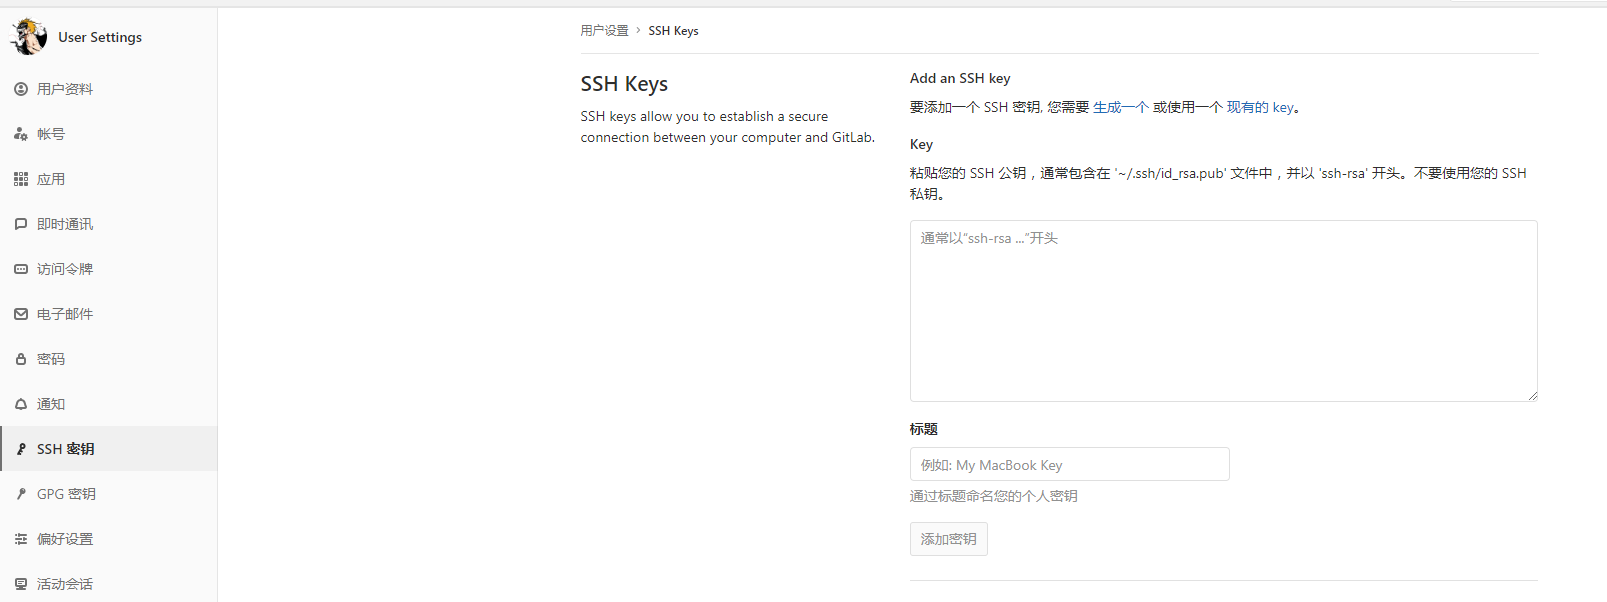 User Settings
用户资料
帐号
应用
即时通讯
访问令牌
电子邮件
密码
通知
SSH 密钥
GPG 密钥
偏好设置
活动会话
用户设置 › SSH Keys
SSH Keys
SSH keys allow you to establish a secure
connection between your computer and GitLab.
Add an SSH key
要添加一个 SSH 密钥, 您需要 生成一个 或使用一个 现有的 key。
Key
粘贴您的 SSH 公钥，通常包含在 '~/.ssh/id_rsa.pub' 文件中，并以 'ssh-rsa' 开头。不要使用您的 SSH
私钥。
通常以“ssh-rsa ...”开头
标题
例如: My MacBook Key
通过标题命名您的个人密钥
添加密钥